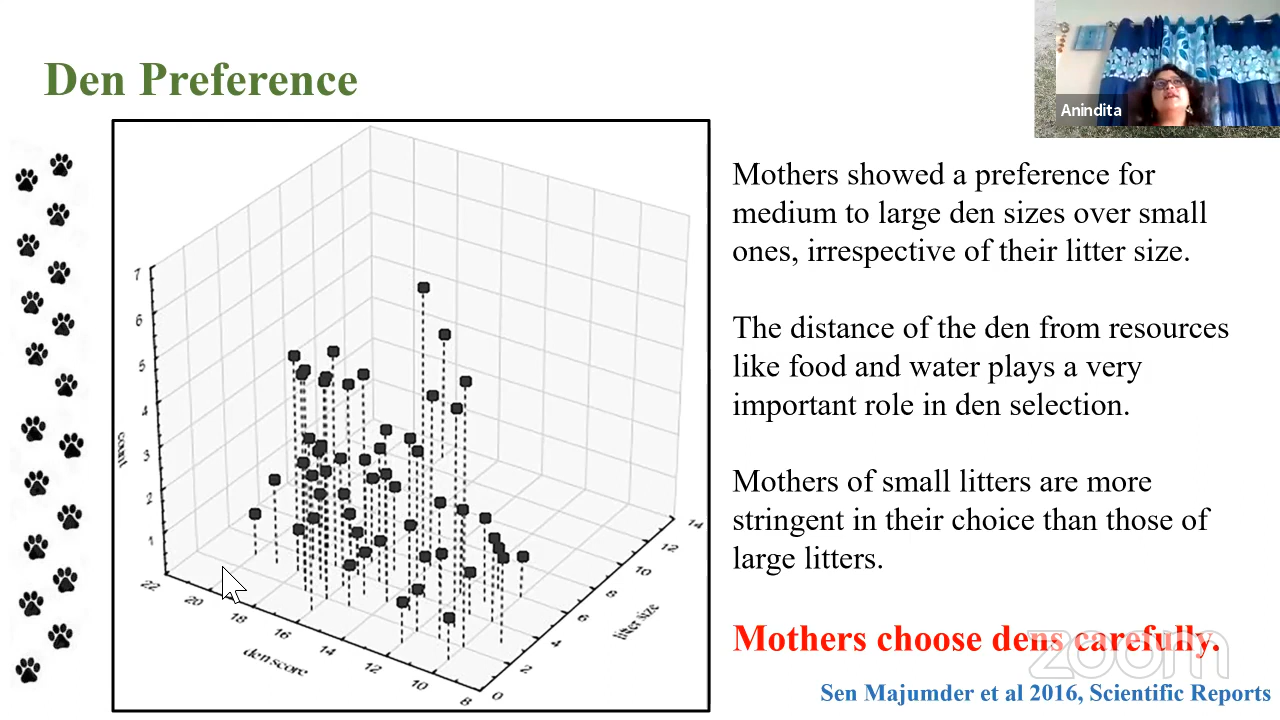 Den Preference
Anindita
Mothers showed a preference for
medium to large den sizes over small
ones, irrespective of their litter size.
The distance of the den from resources
like food and water plays a very
important role in den selection.
Mothers of small litters are more
stringent in their choice than those of
large litters.
Mothers choose dens carefully.
zoom
Sen Majumder et al 2016, Scientific Reports
7
6
5
4
3
2
1
count
22
20
18
16
14
12
10
8
den score
0
2
4
6
8
10
12
14
litter size